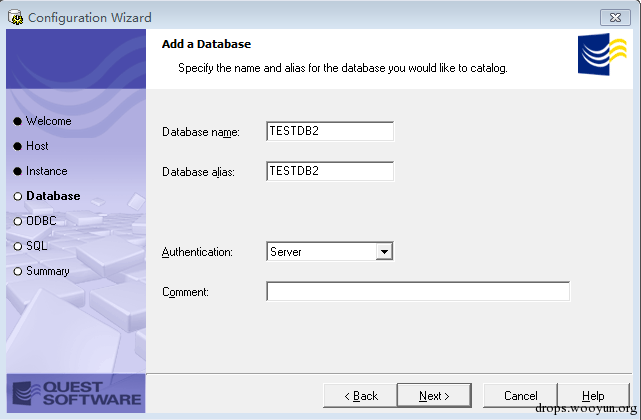 Configuration Wizard
Add a Database
Specify the name and alias for the database you would like to catalog.
Welcome
Host
Instance
Database
ODBC
SQL
Summary
Database name: TESTDB2
Database alias: TESTDB2
Authentication: Server
Comment:
QUEST SOFTWARE
< Back Next > Cancel Help
drops.wooyun.org